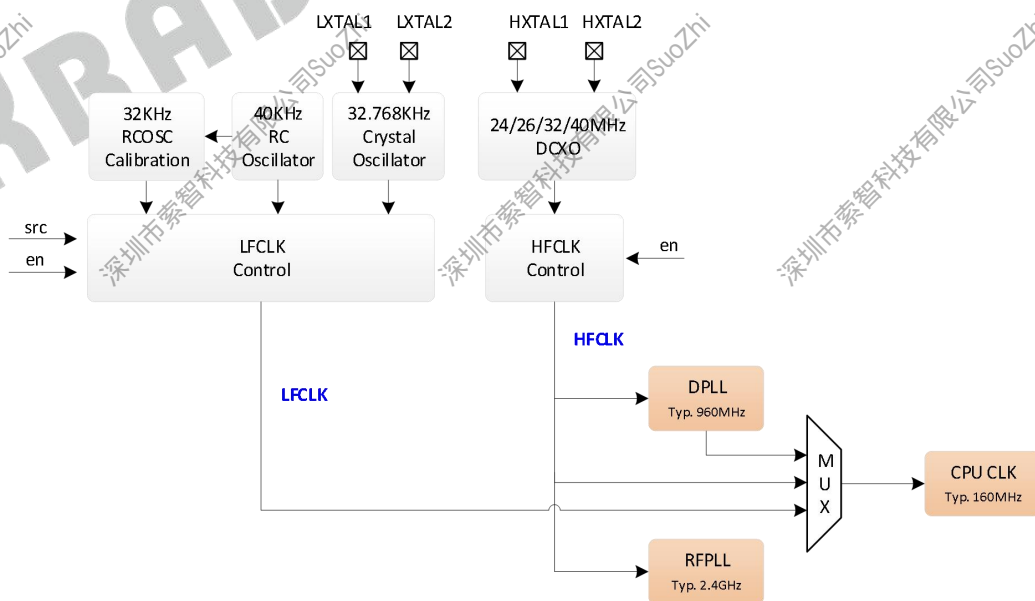 LXTAL1
LXTAL2
HXTAL1
HXTAL2
32KHz
RCOSC
Calibration
40KHz
RC
Oscillator
32.768KHz
Crystal
Oscillator
24/26/32/40MHz
DCXO
src
en
LFCLK
Control
HFCLK
Control
en
HFCLK
LFCLK
DPLL
Typ. 960MHz
MUX
CPU CLK
Typ. 160MHz
RFPLL
Typ. 2.4GHz
深圳市索智科技有限公司SuoZhi
深圳市索智科技有限公司SuoZhi
深圳市索智科技有限公司SuoZhi